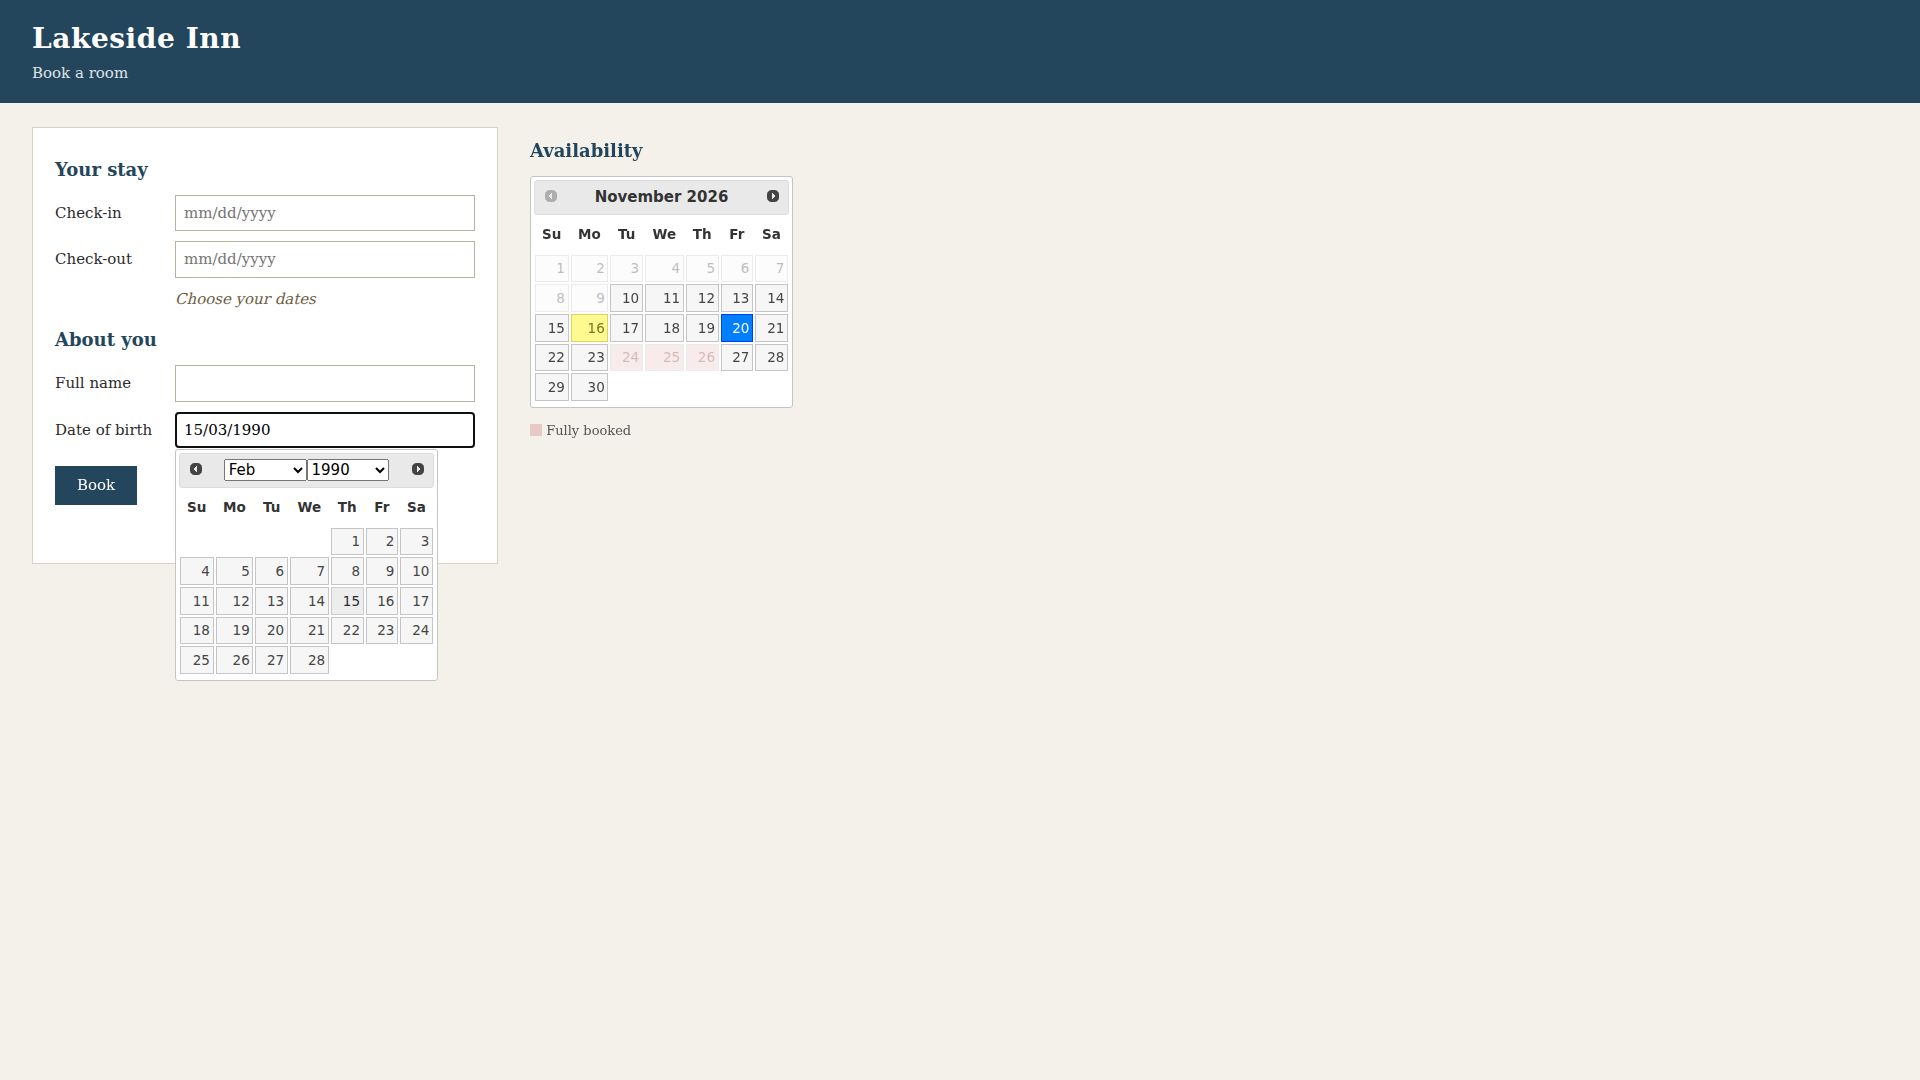 Lakeside Inn
Book a room
Your stay
Check-in mm/dd/yyyy
Check-out mm/dd/yyyy
Choose your dates
About you
Full name
Date of birth 15/03/1990
Book
Feb 1990
Su Mo Tu We Th Fr Sa
1 2 3
4 5 6 7 8 9 10
11 12 13 14 15 16 17
18 19 20 21 22 23 24
25 26 27 28
Availability
November 2026
Su Mo Tu We Th Fr Sa
1 2 3 4 5 6 7
8 9 10 11 12 13 14
15 16 17 18 19 20 21
22 23 24 25 26 27 28
29 30
Fully booked